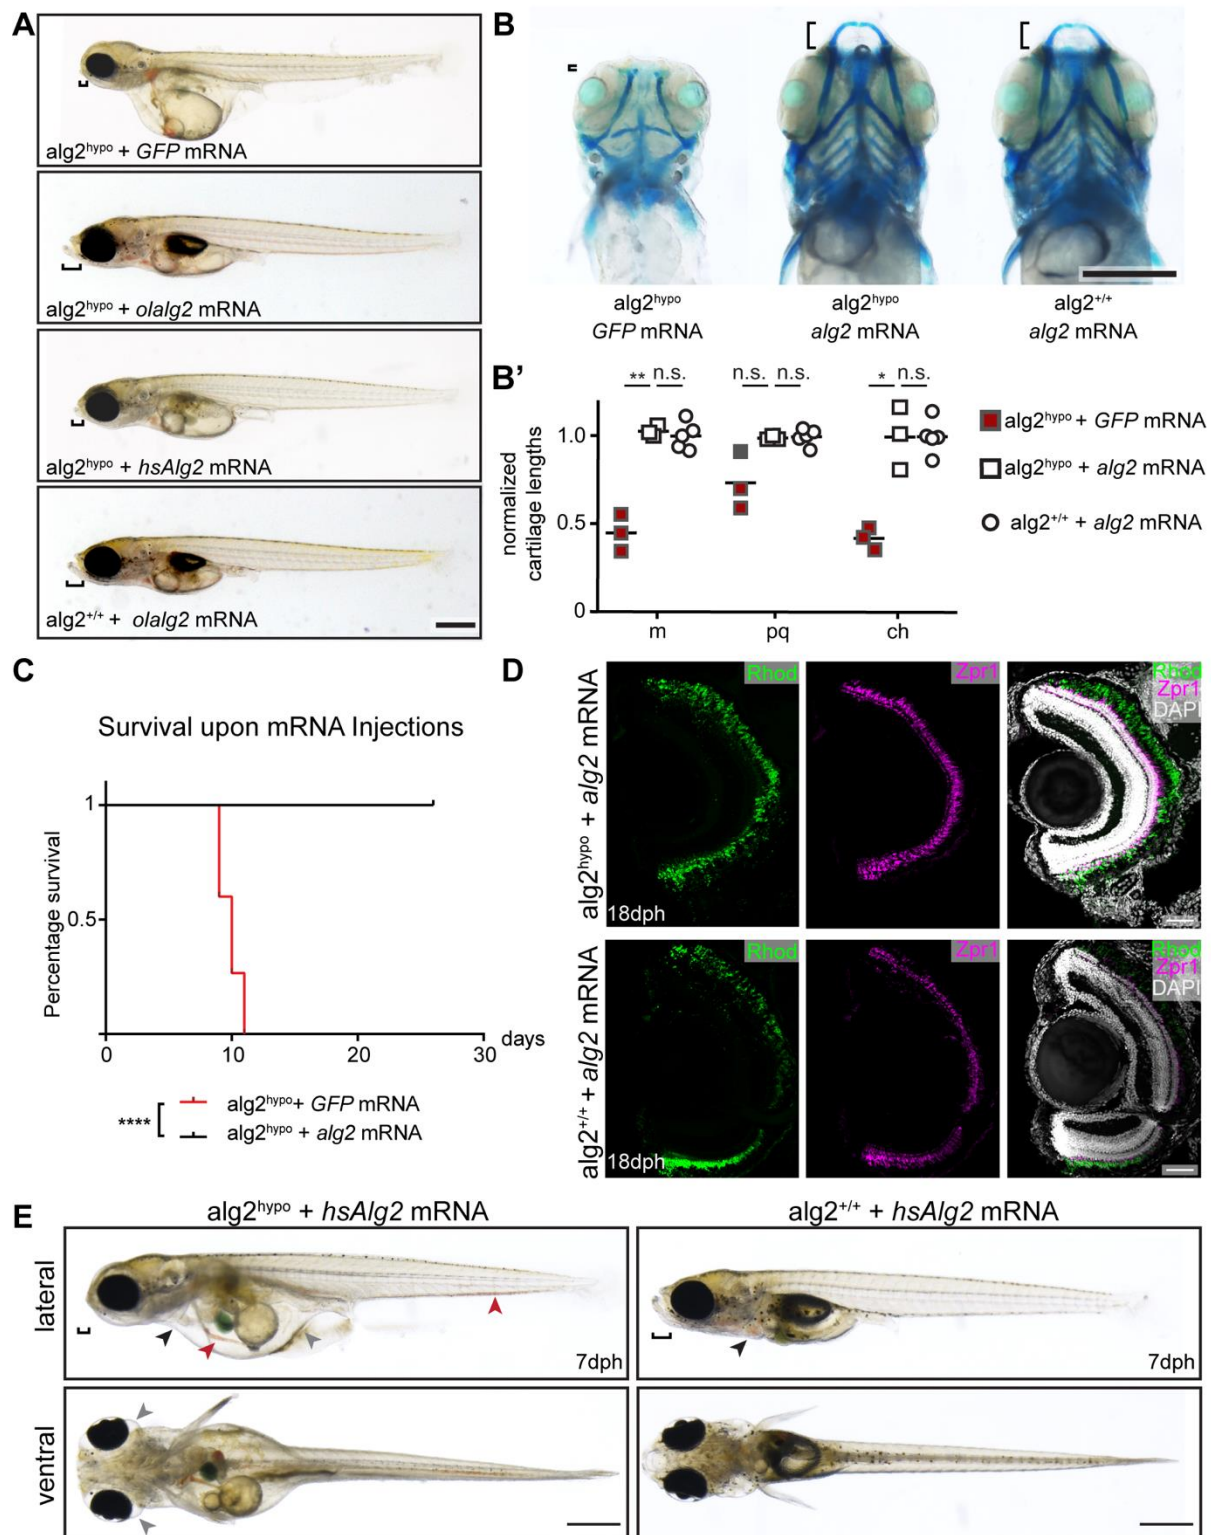 A
alg2hypo + GFP mRNA
alg2hypo + olalg2 mRNA
alg2hypo + hsAlg2 mRNA
alg2+/+ + olalg2 mRNA
B
alg2hypo
GFP mRNA
alg2hypo
alg2 mRNA
alg2+/+
alg2 mRNA
B'
** n.s.
n.s. n.s.
* n.s.
normalized
cartilage lengths
1.0
0.5
0
m pq ch
alg2hypo + GFP mRNA
alg2hypo + alg2 mRNA
alg2+/+ + alg2 mRNA
C
Survival upon mRNA Injections
Percentage survival
1
0.5
0 10 20 30 days
****
alg2hypo+ GFP mRNA
alg2hypo + alg2 mRNA
D
alg2hypo + alg2 mRNA
Rhod
18dph
Zpr1
Rhod
Zpr1
DAPI
alg2+/+ + alg2 mRNA
Rhod
18dph
Zpr1
Rhod
Zpr1
DAPI
E
alg2hypo + hsAlg2 mRNA
alg2+/+ + hsAlg2 mRNA
lateral
7dph
7dph
ventral